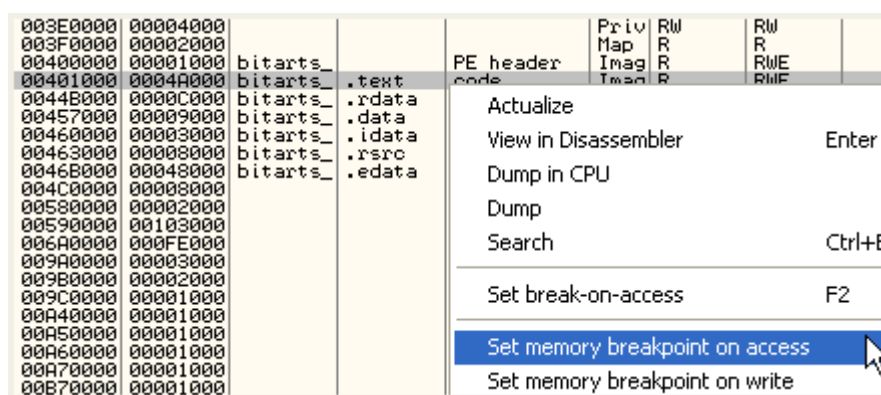 003E0000 00004000 Priv RW RW
003F0000 00002000 Map R R
00400000 00001000 bitarts_ PE header Imag R RWE
00401000 0004A000 bitarts_ .text code Imag R RWE
0044B000 0000C000 bitarts_ .rdata
00457000 00009000 bitarts_ .data
00460000 00003000 bitarts_ .idata
00463000 00008000 bitarts_ .rsrc
0046B000 00048000 bitarts_ .edata
004C0000 00008000
00580000 00002000
00590000 00103000
006A0000 000FE000
009A0000 00003000
009B0000 00002000
009C0000 00001000
00A40000 00001000
00A50000 00001000
00A60000 00001000
00A70000 00001000
00B70000 00001000
Actualize
View in Disassembler Enter
Dump in CPU
Dump
Search Ctrl+B
Set break-on-access F2
Set memory breakpoint on access
Set memory breakpoint on write